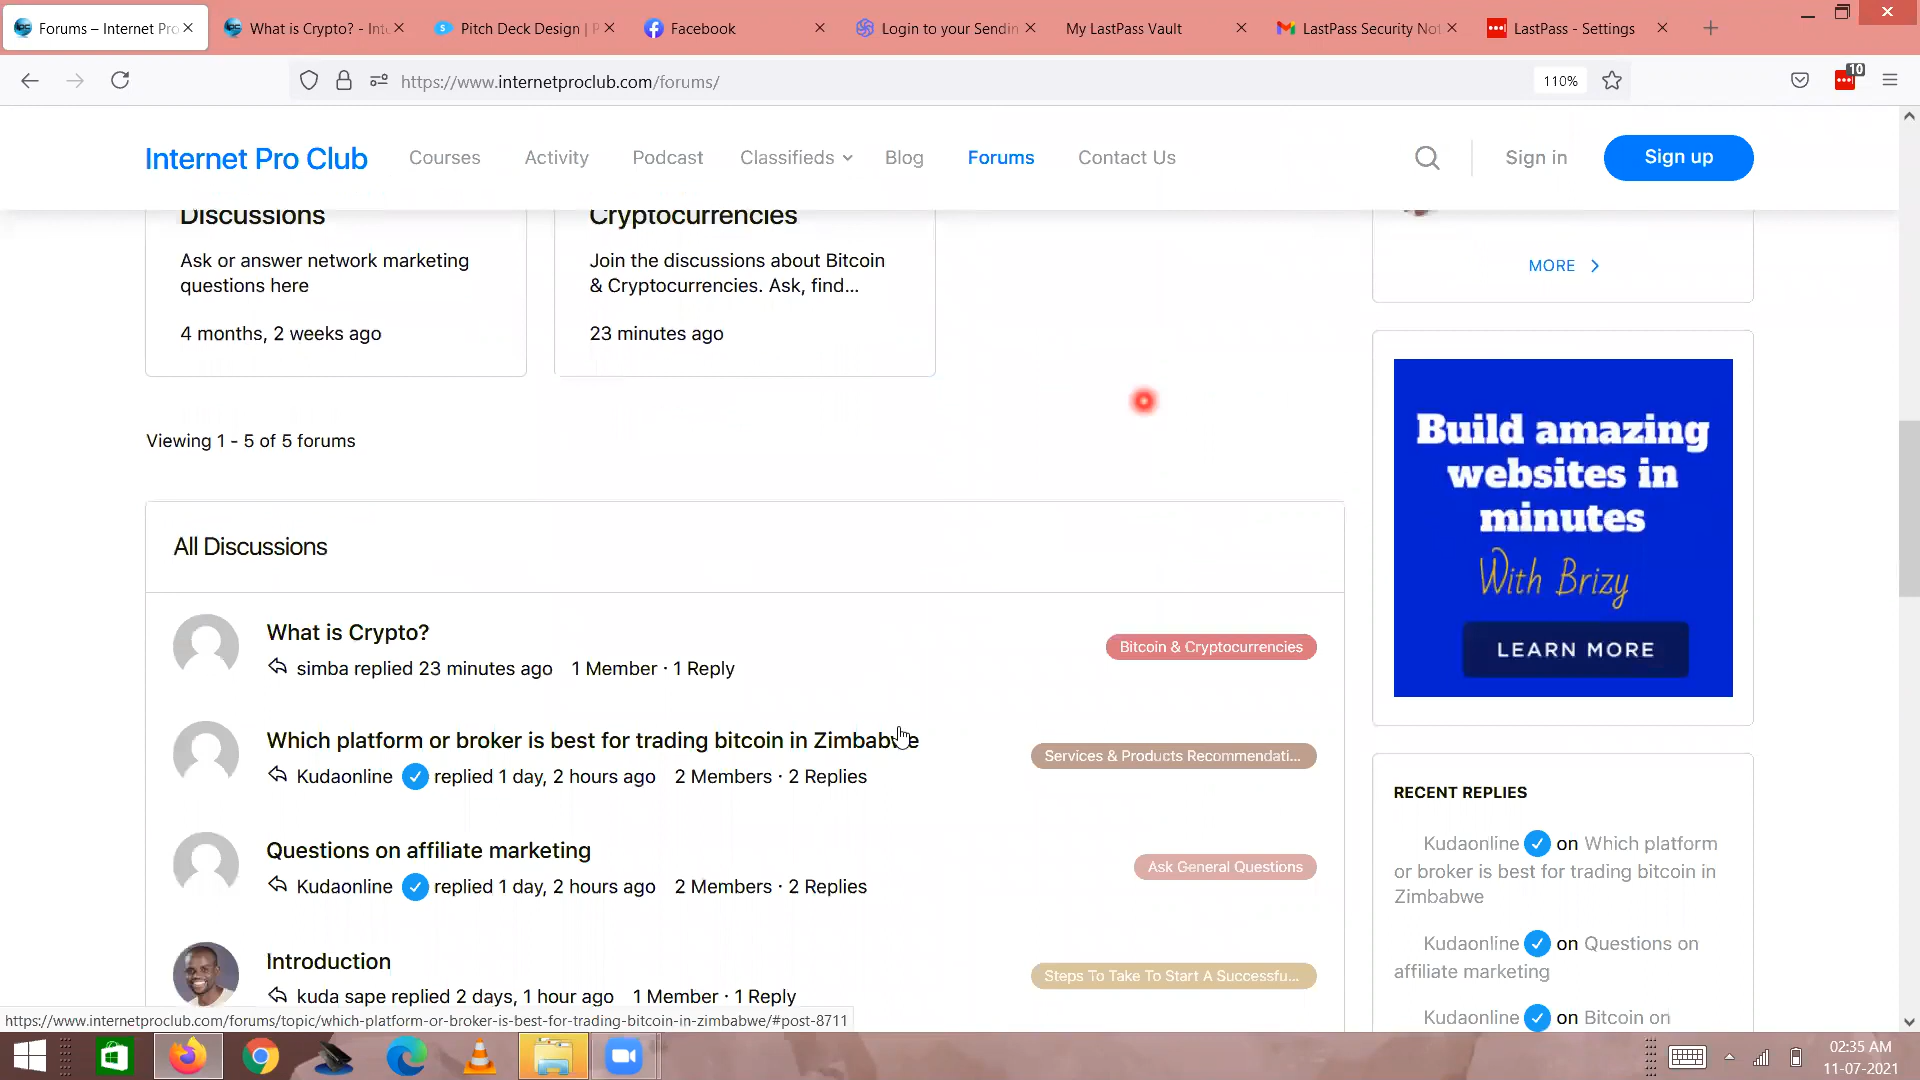 Forums – Internet Pro
What is Crypto? - Inte
Pitch Deck Design | P
Facebook
Login to your Sendin
My LastPass Vault
LastPass Security Not
LastPass - Settings
https://www.internetproclub.com/forums/
110%
10
Internet Pro Club
Courses
Activity
Podcast
Classifieds
Blog
Forums
Contact Us
Sign in
Sign up
Discussions
Ask or answer network marketing
questions here
4 months, 2 weeks ago
Cryptocurrencies
Join the discussions about Bitcoin
& Cryptocurrencies. Ask, find...
23 minutes ago
MORE
Viewing 1 - 5 of 5 forums
All Discussions
What is Crypto?
simba replied 23 minutes ago 1 Member · 1 Reply
Bitcoin & Cryptocurrencies
Which platform or broker is best for trading bitcoin in Zimbabwe
Kudaonline replied 1 day, 2 hours ago 2 Members · 2 Replies
Services & Products Recommendati...
Questions on affiliate marketing
Kudaonline replied 1 day, 2 hours ago 2 Members · 2 Replies
Ask General Questions
Introduction
kuda sape replied 2 days, 1 hour ago 1 Member · 1 Reply
Steps To Take To Start A Successfu...
Build amazing
websites in
minutes
With Brizy
LEARN MORE
RECENT REPLIES
Kudaonline on Which platform
or broker is best for trading bitcoin in
Zimbabwe
Kudaonline on Questions on
affiliate marketing
Kudaonline on Bitcoin on
https://www.internetproclub.com/forums/topic/which-platform-or-broker-is-best-for-trading-bitcoin-in-zimbabwe/#post-8711
02:35 AM
11-07-2021